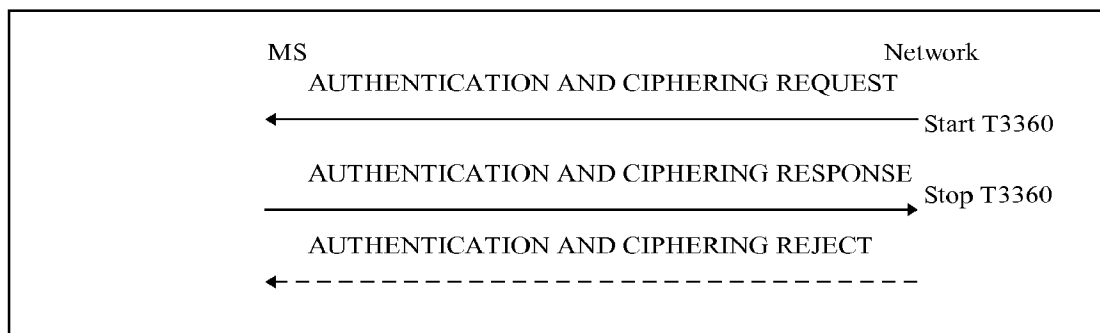 MS Network
AUTHENTICATION AND CIPHERING REQUEST
Start T3360
AUTHENTICATION AND CIPHERING RESPONSE
Stop T3360
AUTHENTICATION AND CIPHERING REJECT